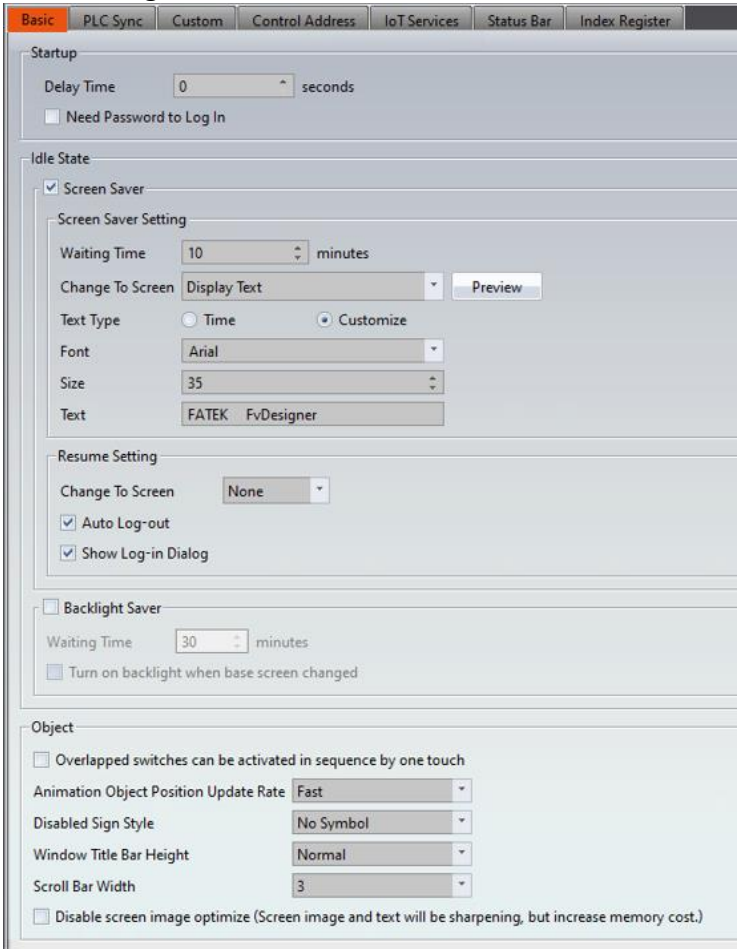 Basic PLC Sync Custom Control Address IoT Services Status Bar Index Register
Startup
Delay Time 0 seconds
Need Password to Log In
Idle State
Screen Saver
Screen Saver Setting
Waiting Time 10 minutes
Change To Screen Display Text Preview
Text Type Time Customize
Font Arial
Size 35
Text FATEK FvDesigner
Resume Setting
Change To Screen None
Auto Log-out
Show Log-in Dialog
Backlight Saver
Waiting Time 30 minutes
Turn on backlight when base screen changed
Object
Overlapped switches can be activated in sequence by one touch
Animation Object Position Update Rate Fast
Disabled Sign Style No Symbol
Window Title Bar Height Normal
Scroll Bar Width 3
Disable screen image optimize (Screen image and text will be sharpening, but increase memory cost.)